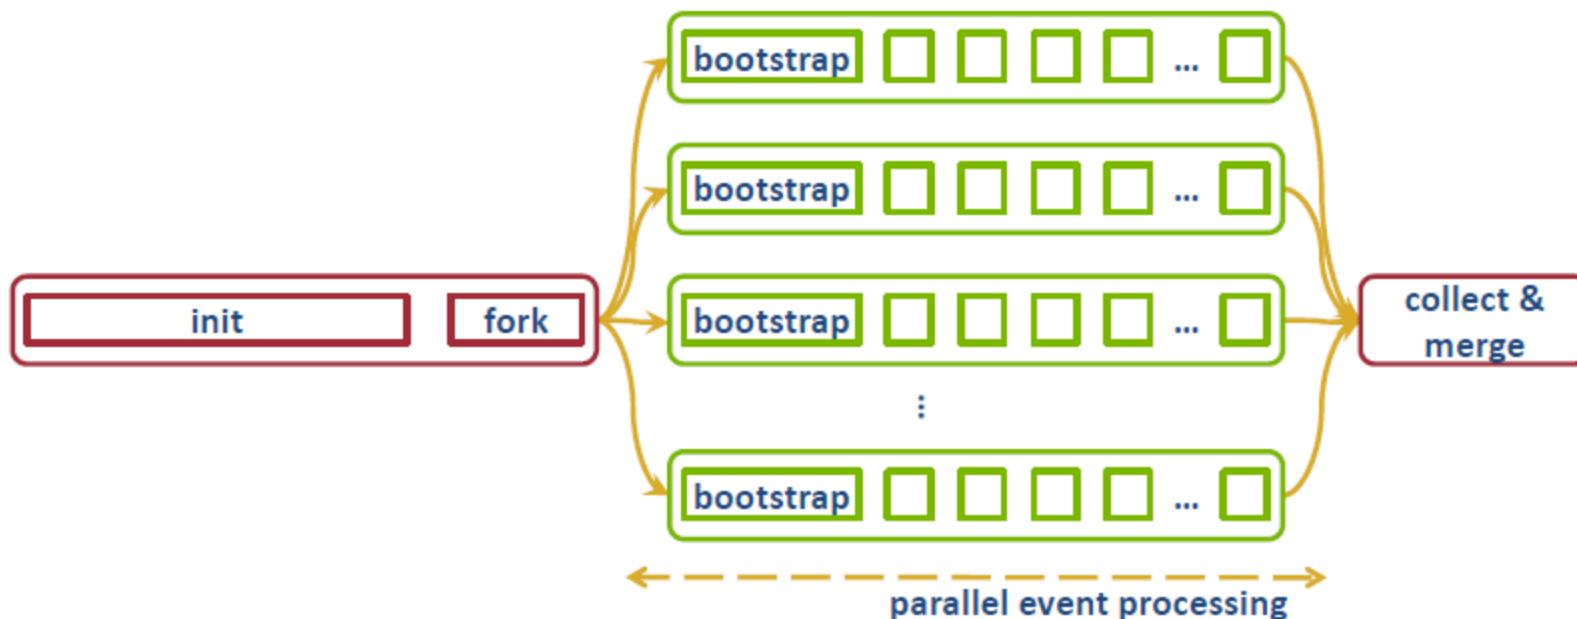 bootstrap ...
bootstrap ...
init fork bootstrap ... collect &
merge
...
bootstrap ...
parallel event processing